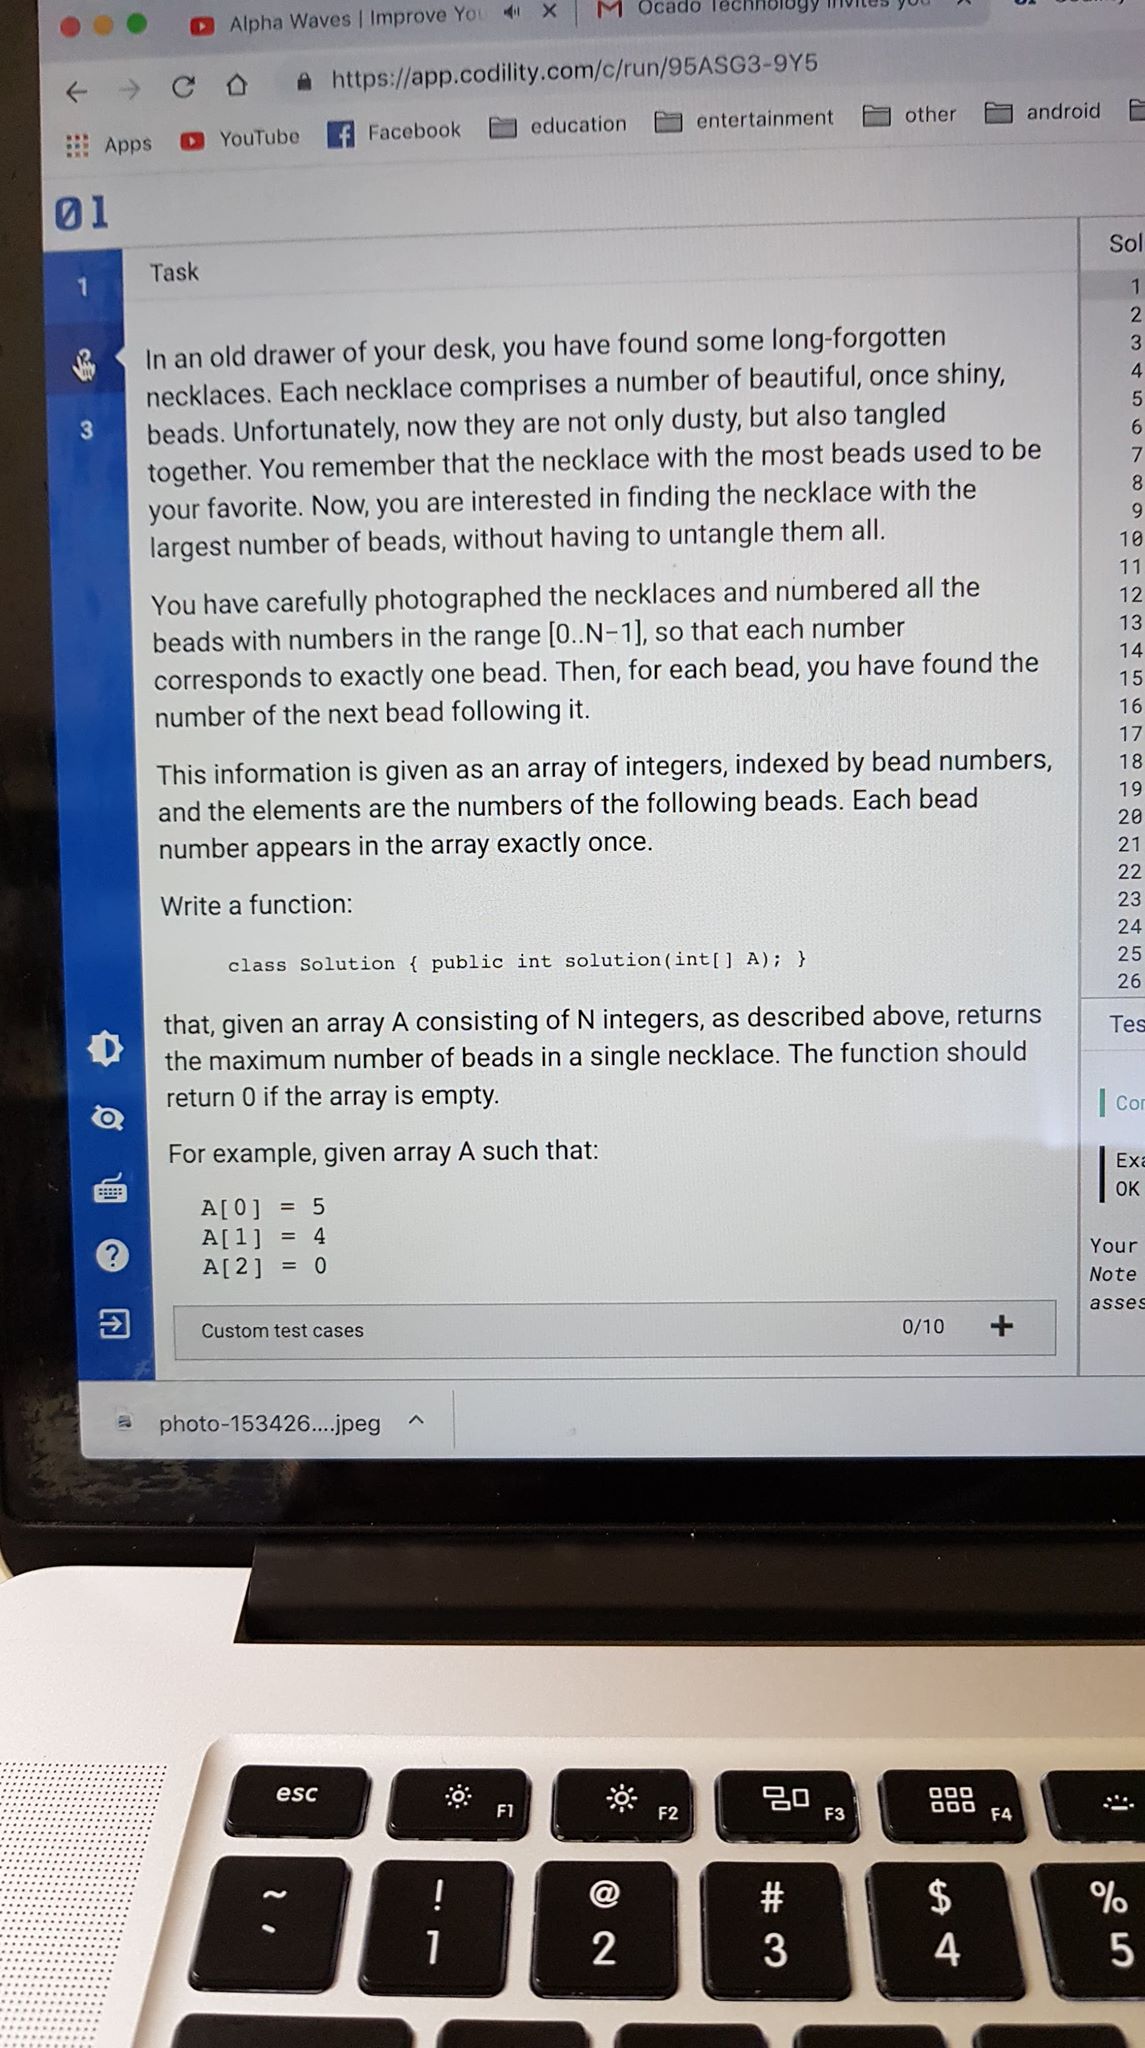 Alpha Waves | Improve You
Ocado Technology invites you
https://app.codility.com/c/run/95ASG3-9Y5
Apps YouTube Facebook education entertainment other android
01
Task
Sol
1
3
In an old drawer of your desk, you have found some long-forgotten
necklaces. Each necklace comprises a number of beautiful, once shiny,
beads. Unfortunately, now they are not only dusty, but also tangled
together. You remember that the necklace with the most beads used to be
your favorite. Now, you are interested in finding the necklace with the
largest number of beads, without having to untangle them all.
You have carefully photographed the necklaces and numbered all the
beads with numbers in the range [0..N-1], so that each number
corresponds to exactly one bead. Then, for each bead, you have found the
number of the next bead following it.
This information is given as an array of integers, indexed by bead numbers,
and the elements are the numbers of the following beads. Each bead
number appears in the array exactly once.
Write a function:
class Solution { public int solution(int[] A); }
that, given an array A consisting of N integers, as described above, returns
the maximum number of beads in a single necklace. The function should
return 0 if the array is empty.
For example, given array A such that:
A[0] = 5
A[1] = 4
A[2] = 0
Custom test cases 0/10 +
1
2
3
4
5
6
7
8
9
10
11
12
13
14
15
16
17
18
19
20
21
22
23
24
25
26
Tes
Cor
Exa
OK
Your
Note
asses
photo-153426....jpeg
esc F1 F2 F3 F4
~ ! @ # $ %
` 1 2 3 4 5